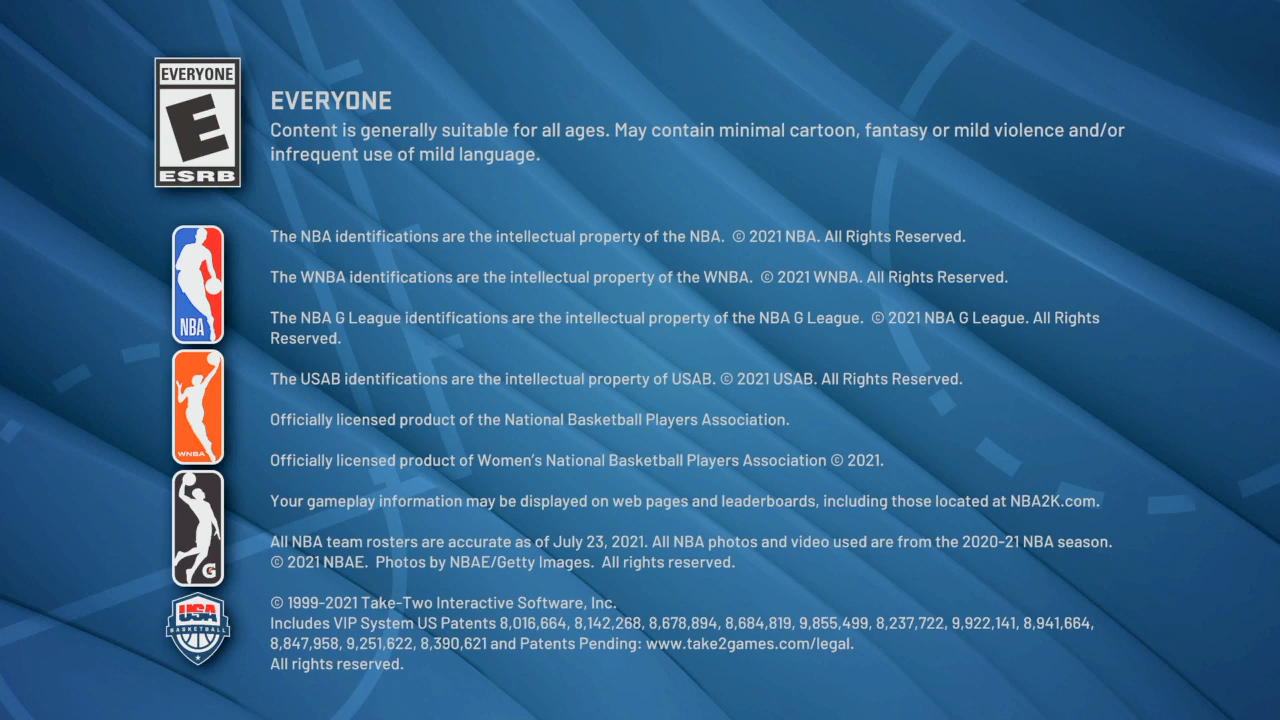 EVERYONE
E
ESRB
EVERYONE
Content is generally suitable for all ages. May contain minimal cartoon, fantasy or mild violence and/or
infrequent use of mild language.
The NBA identifications are the intellectual property of the NBA.  © 2021 NBA. All Rights Reserved.
The WNBA identifications are the intellectual property of the WNBA.  © 2021 WNBA. All Rights Reserved.
NBA
The NBA G League identifications are the intellectual property of the NBA G League.  © 2021 NBA G League. All Rights
Reserved.
The USAB identifications are the intellectual property of USAB. © 2021 USAB. All Rights Reserved.
Officially licensed product of the National Basketball Players Association.
WNBA
Officially licensed product of Women's National Basketball Players Association © 2021.
Your gameplay information may be displayed on web pages and leaderboards, including those located at NBA2K.com.
All NBA team rosters are accurate as of July 23, 2021. All NBA photos and video used are from the 2020-21 NBA season.
© 2021 NBAE.  Photos by NBAE/Getty Images.  All rights reserved.
G
USA
BASKETBALL
© 1999-2021 Take-Two Interactive Software, Inc.
Includes VIP System US Patents 8,016,664, 8,142,268, 8,678,894, 8,684,819, 9,855,499, 8,237,722, 9,922,141, 8,941,664,
8,847,958, 9,251,622, 8,390,621 and Patents Pending: www.take2games.com/legal.
All rights reserved.